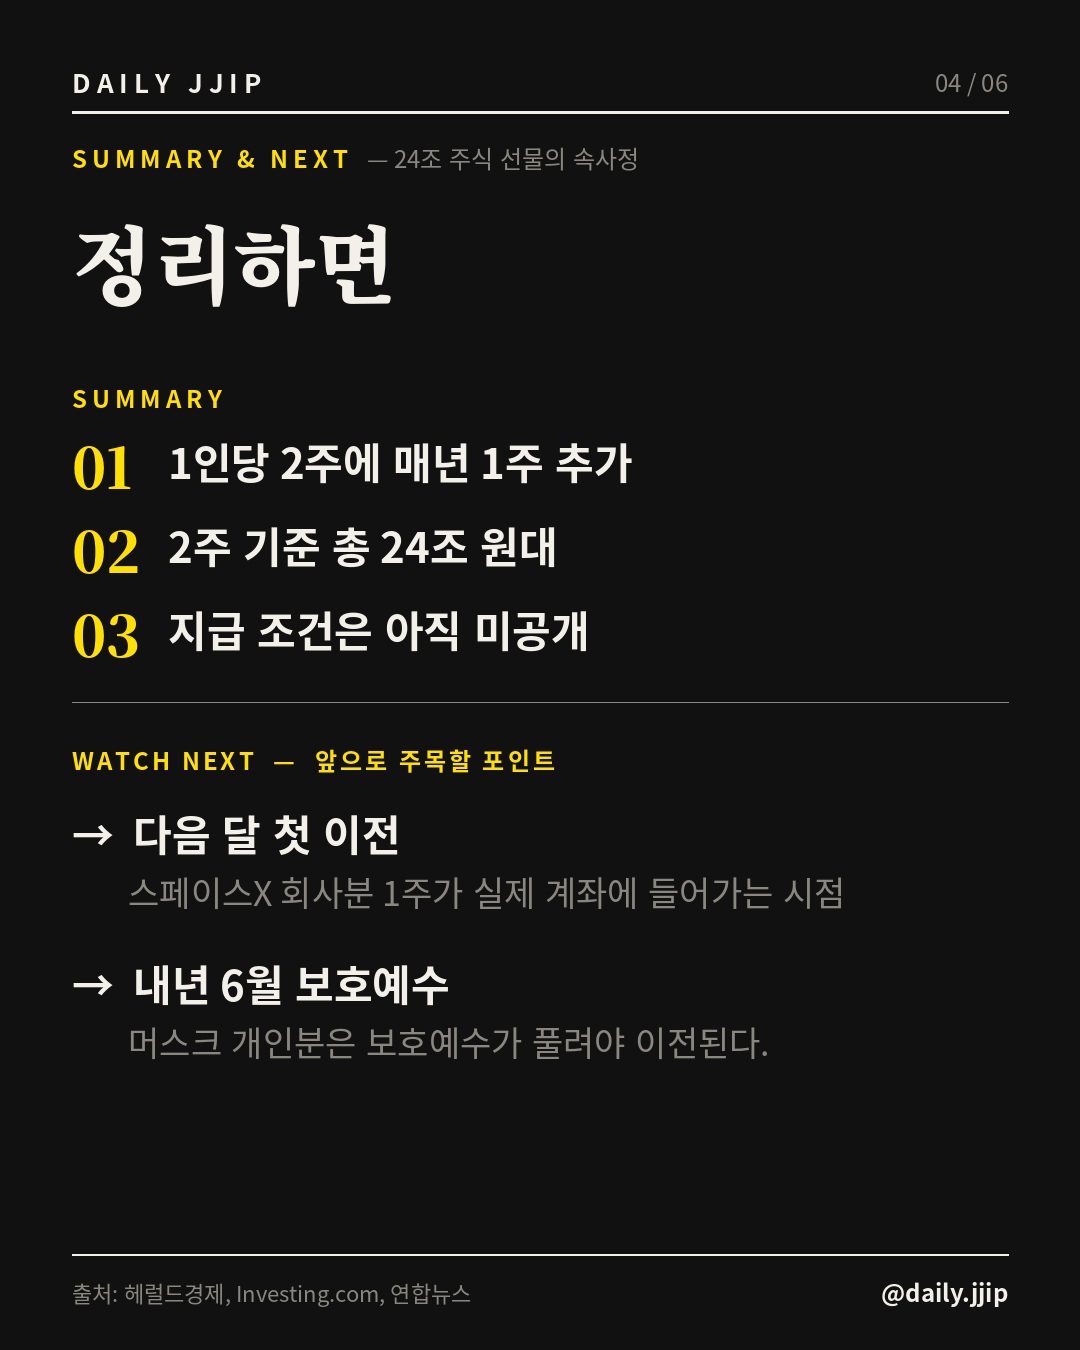 DAILY JJIP
04 / 06
SUMMARY & NEXT — 24조 주식 선물의 속사정
정리하면
SUMMARY
01 1인당 2주에 매년 1주 추가
02 2주 기준 총 24조 원대
03 지급 조건은 아직 미공개
WATCH NEXT — 앞으로 주목할 포인트
→ 다음 달 첫 이전
스페이스X 회사분 1주가 실제 계좌에 들어가는 시점
→ 내년 6월 보호예수
머스크 개인분은 보호예수가 풀려야 이전된다.
출처: 헤럴드경제, Investing.com, 연합뉴스
@daily.jjip